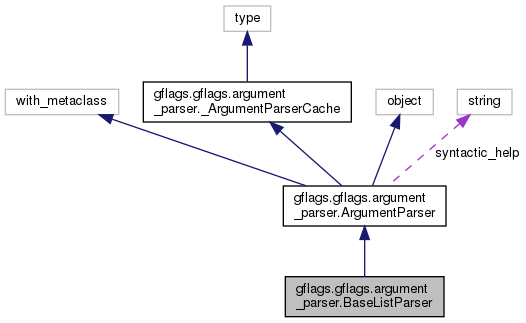 type
gflags.gflags.argument
_parser._ArgumentParserCache
with_metaclass
object
string
syntactic_help
gflags.gflags.argument
_parser.ArgumentParser
gflags.gflags.argument
_parser.BaseListParser